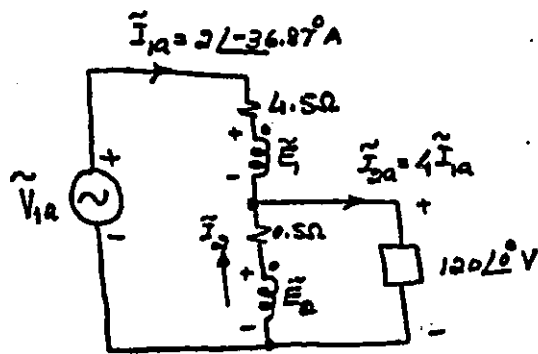 Ĩ₁ₐ = 2∠-36.87° A
4.5Ω
+
Ẽ₁
-
Ĩ₂ₐ = 4Ĩ₁ₐ
+
Ṽ₁ₐ
-
Ĩ₂
0.5Ω
+
Ẽ₂
-
+
120∠0° V
-